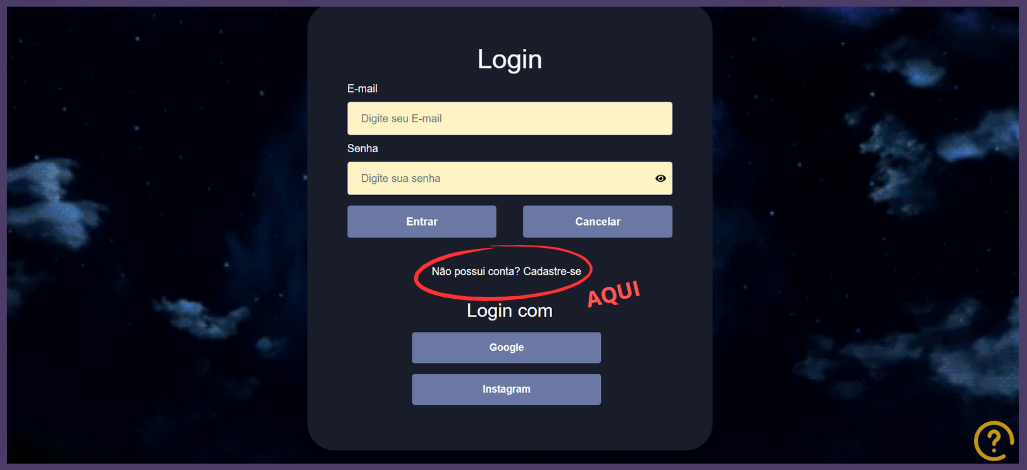 Login
E-mail
Digite seu E-mail
Senha
Digite sua senha
Entrar
Cancelar
Não possui conta? Cadastre-se
AQUI
Login com
Google
Instagram
?